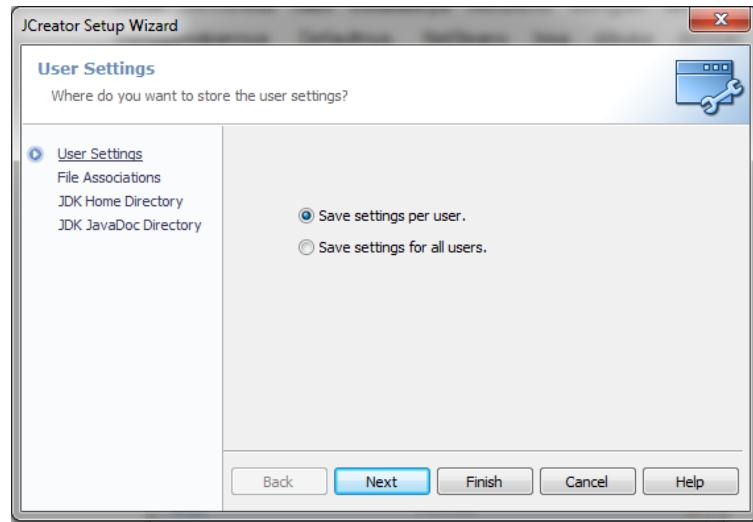 JCreator Setup Wizard
User Settings
Where do you want to store the user settings?
User Settings
File Associations
JDK Home Directory
JDK JavaDoc Directory
Save settings per user.
Save settings for all users.
Back Next Finish Cancel Help